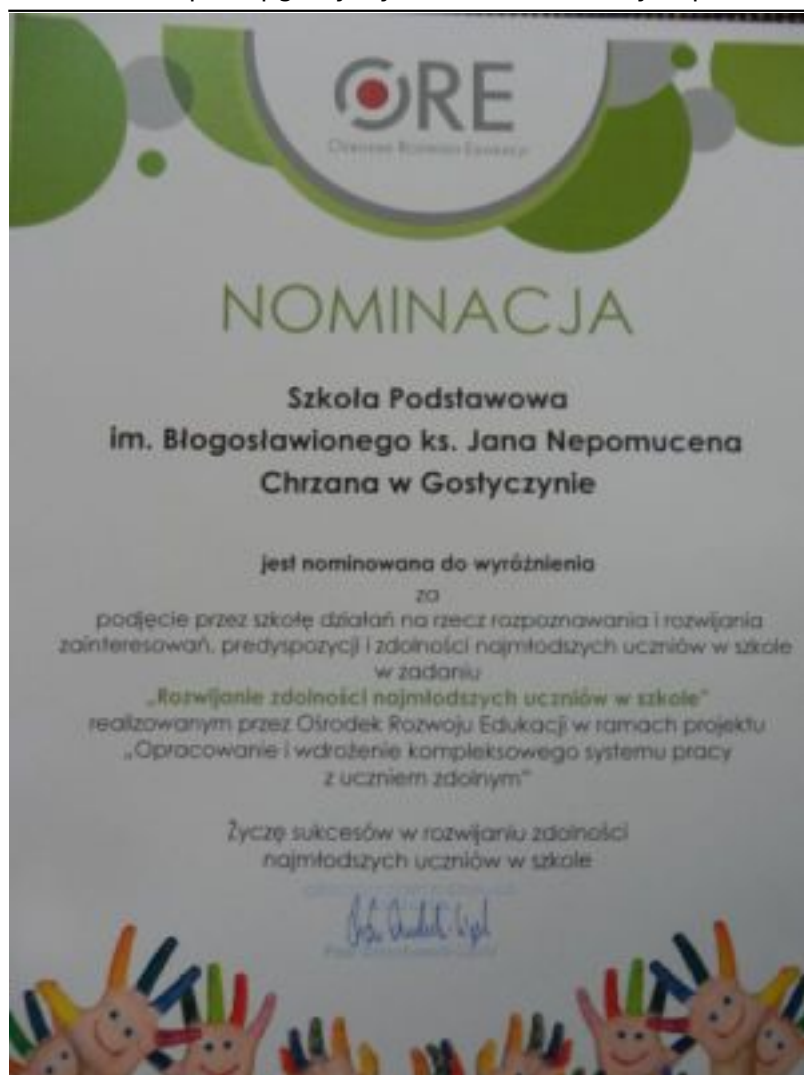 ORE
Ośrodek Rozwoju Edukacji
NOMINACJA
Szkoła Podstawowa
im. Błogosławionego ks. Jana Nepomucena
Chrzana w Gostyczynie
jest nominowana do wyróżnienia
za
podjęcie przez szkołę działań na rzecz rozpoznawania i rozwijania
zainteresowań, predyspozycji i zdolności najmłodszych uczniów w szkole
w zadaniu
„Rozwijanie zdolności najmłodszych uczniów w szkole"
realizowanym przez Ośrodek Rozwoju Edukacji w ramach projektu
„Opracowanie i wdrożenie kompleksowego systemu pracy
z uczniem zdolnym"
Życzę sukcesów w rozwijaniu zdolności
najmłodszych uczniów w szkole